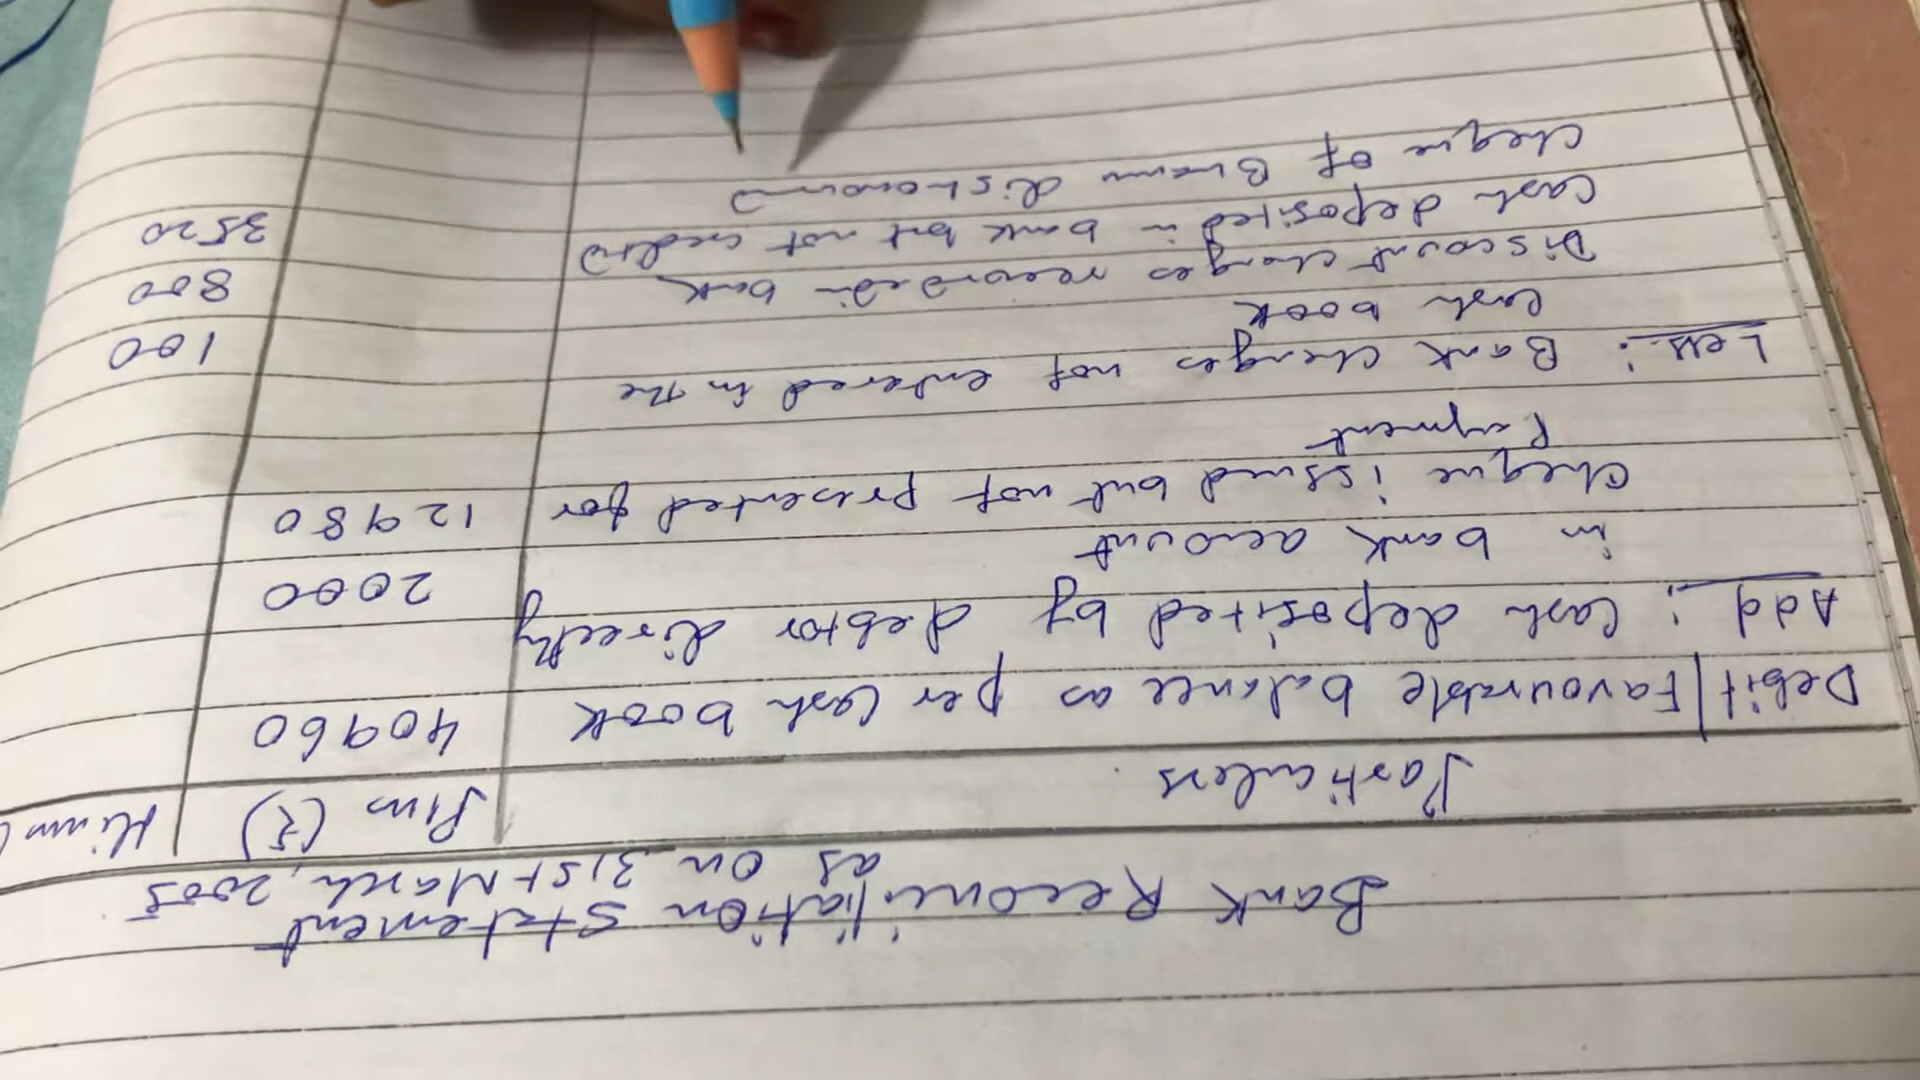 Bank Reconciliation Statement
as on 31st March, 2005
Particulars Plus (₹)
Debit/Favourable balance as per Cash book 40960
Add: Cash deposited by debtor directly
in bank account 2000
Cheque issued but not presented for 12980
Payment
Less: Bank charges not entered in the
Cash book 100
Discount charges recorded in bank 800
Cash deposited in bank but not credited 3520
Cheque of dishonoured